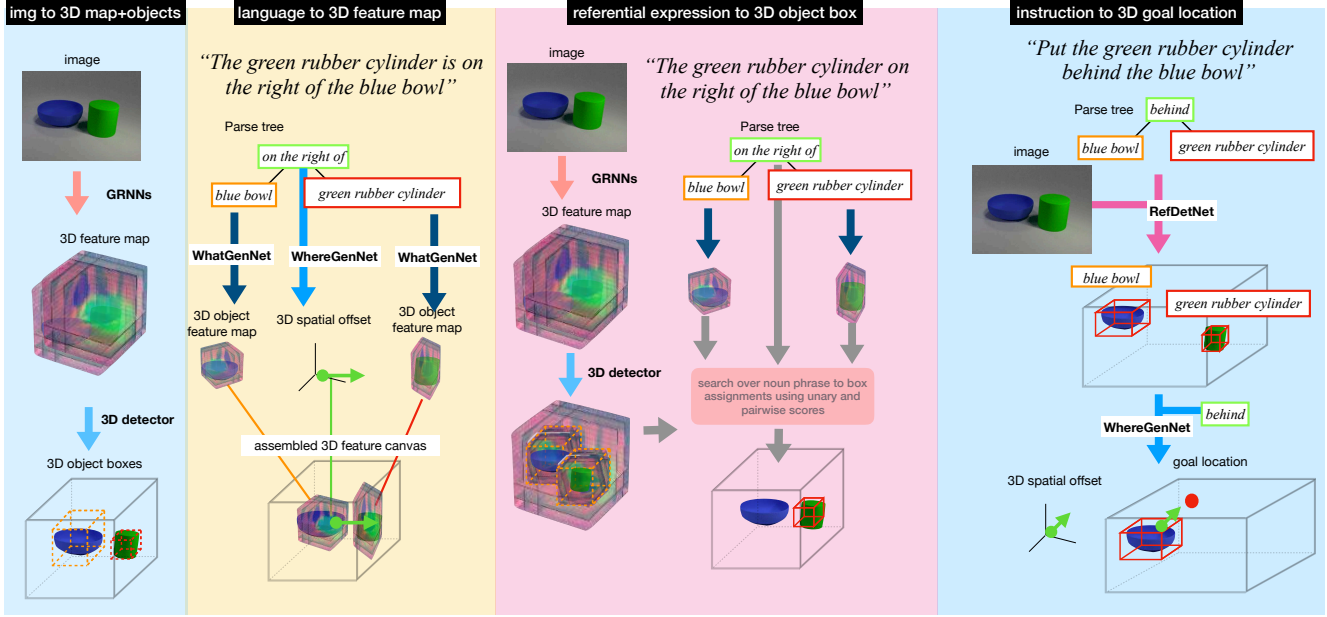 img to 3D map+objects
image
GRNNs
3D feature map
3D detector
3D object boxes
language to 3D feature map
“The green rubber cylinder is on
the right of the blue bowl”
Parse tree
on the right of
blue bowl
green rubber cylinder
WhatGenNet
WhereGenNet
WhatGenNet
3D object
feature map
3D spatial offset
3D object
feature map
assembled 3D feature canvas
referential expression to 3D object box
image
“The green rubber cylinder on
the right of the blue bowl”
GRNNs
3D feature map
3D detector
Parse tree
on the right of
blue bowl
green rubber cylinder
search over noun phrase to box
assignments using unary and
pairwise scores
instruction to 3D goal location
“Put the green rubber cylinder
behind the blue bowl”
Parse tree
behind
blue bowl
green rubber cylinder
image
RefDetNet
blue bowl
green rubber cylinder
behind
WhereGenNet
goal location
3D spatial offset